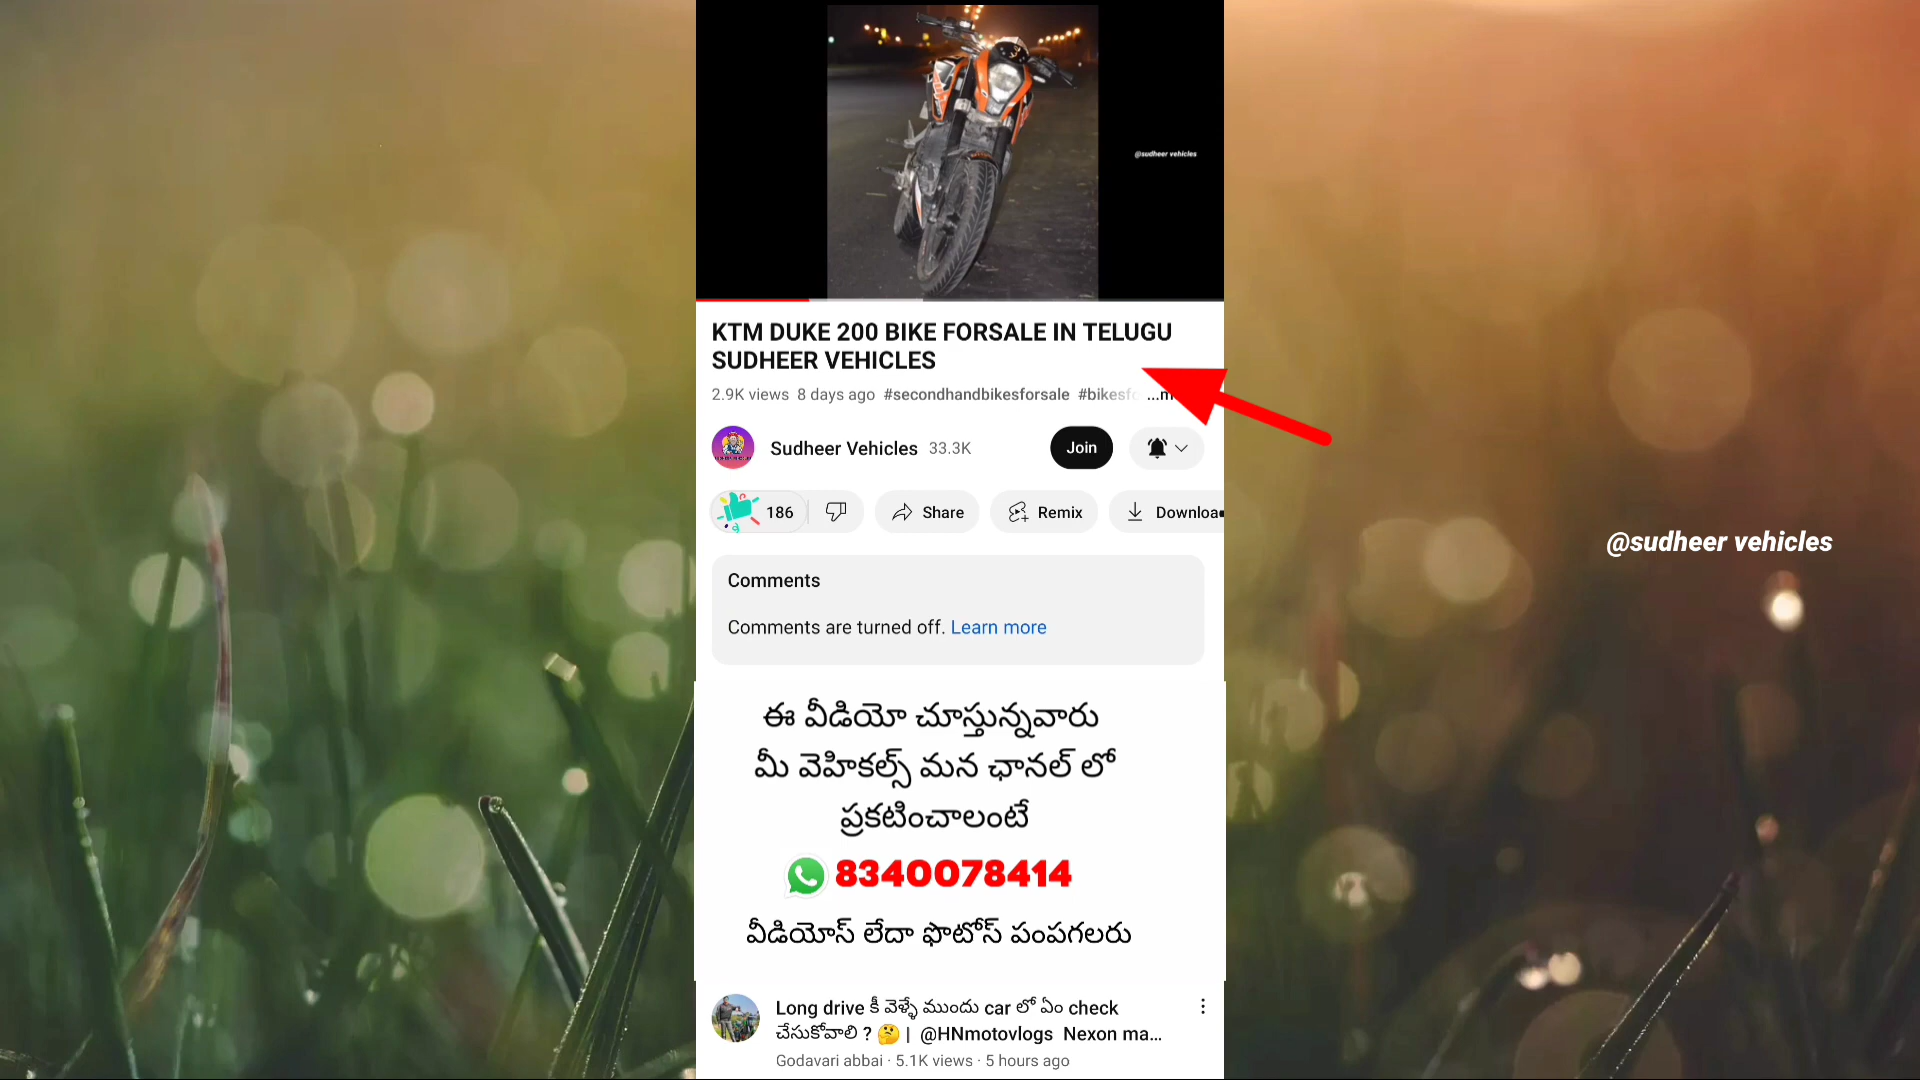 @sudheer vehicles
KTM DUKE 200 BIKE FORSALE IN TELUGU
SUDHEER VEHICLES
2.9K views 8 days ago #secondhandbikesforsale #bikesfo ...m
Sudheer Vehicles 33.3K Join
186 Share Remix Downloa
Comments
Comments are turned off. Learn more
@sudheer vehicles
ఈ వీడియో చూస్తున్నవారు
మీ వెహికల్స్ మన ఛానల్ లో
ప్రకటించాలంటే
8340078414
వీడియోస్ లేదా ఫొటోస్ పంపగలరు
Long drive కీ వెళ్ళే ముందు car లో ఏం check
చేసుకోవాలి ? 🤔 | @HNmotovlogs Nexon ma...
Godavari abbai · 5.1K views · 5 hours ago